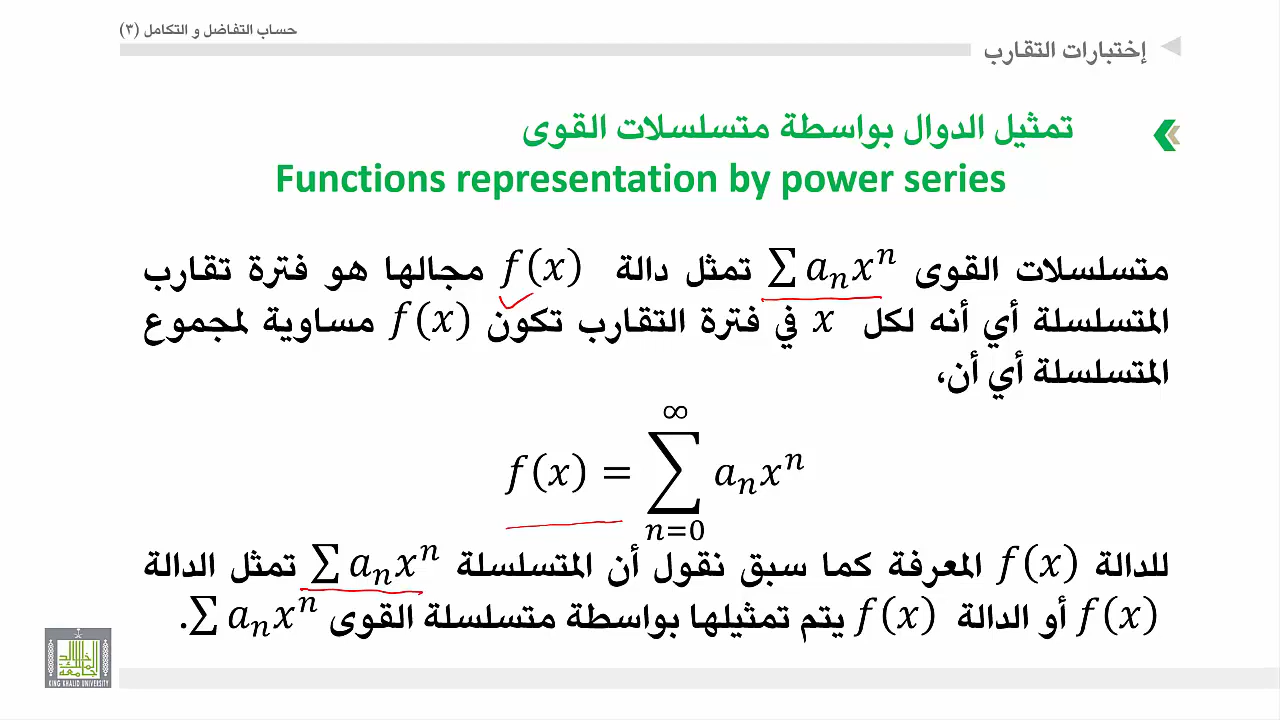 حساب التفاضل و التكامل (٣)
إختبارات التقارب
تمثيل الدوال بواسطة متسلسلات القوى
Functions representation by power series
متسلسلات القوى ∑ aₙxⁿ تمثل دالة f(x) مجالها هو فترة تقارب
المتسلسلة أي أنه لكل x في فترة التقارب تكون f(x) مساوية لمجموع
المتسلسلة أي أن،
∞
f(x) = ∑ aₙxⁿ
n=0
للدالة f(x) المعرفة كما سبق نقول أن المتسلسلة ∑ aₙxⁿ تمثل الدالة
f(x) أو الدالة f(x) يتم تمثيلها بواسطة متسلسلة القوى ∑ aₙxⁿ.
KING KHALID UNIVERSITY